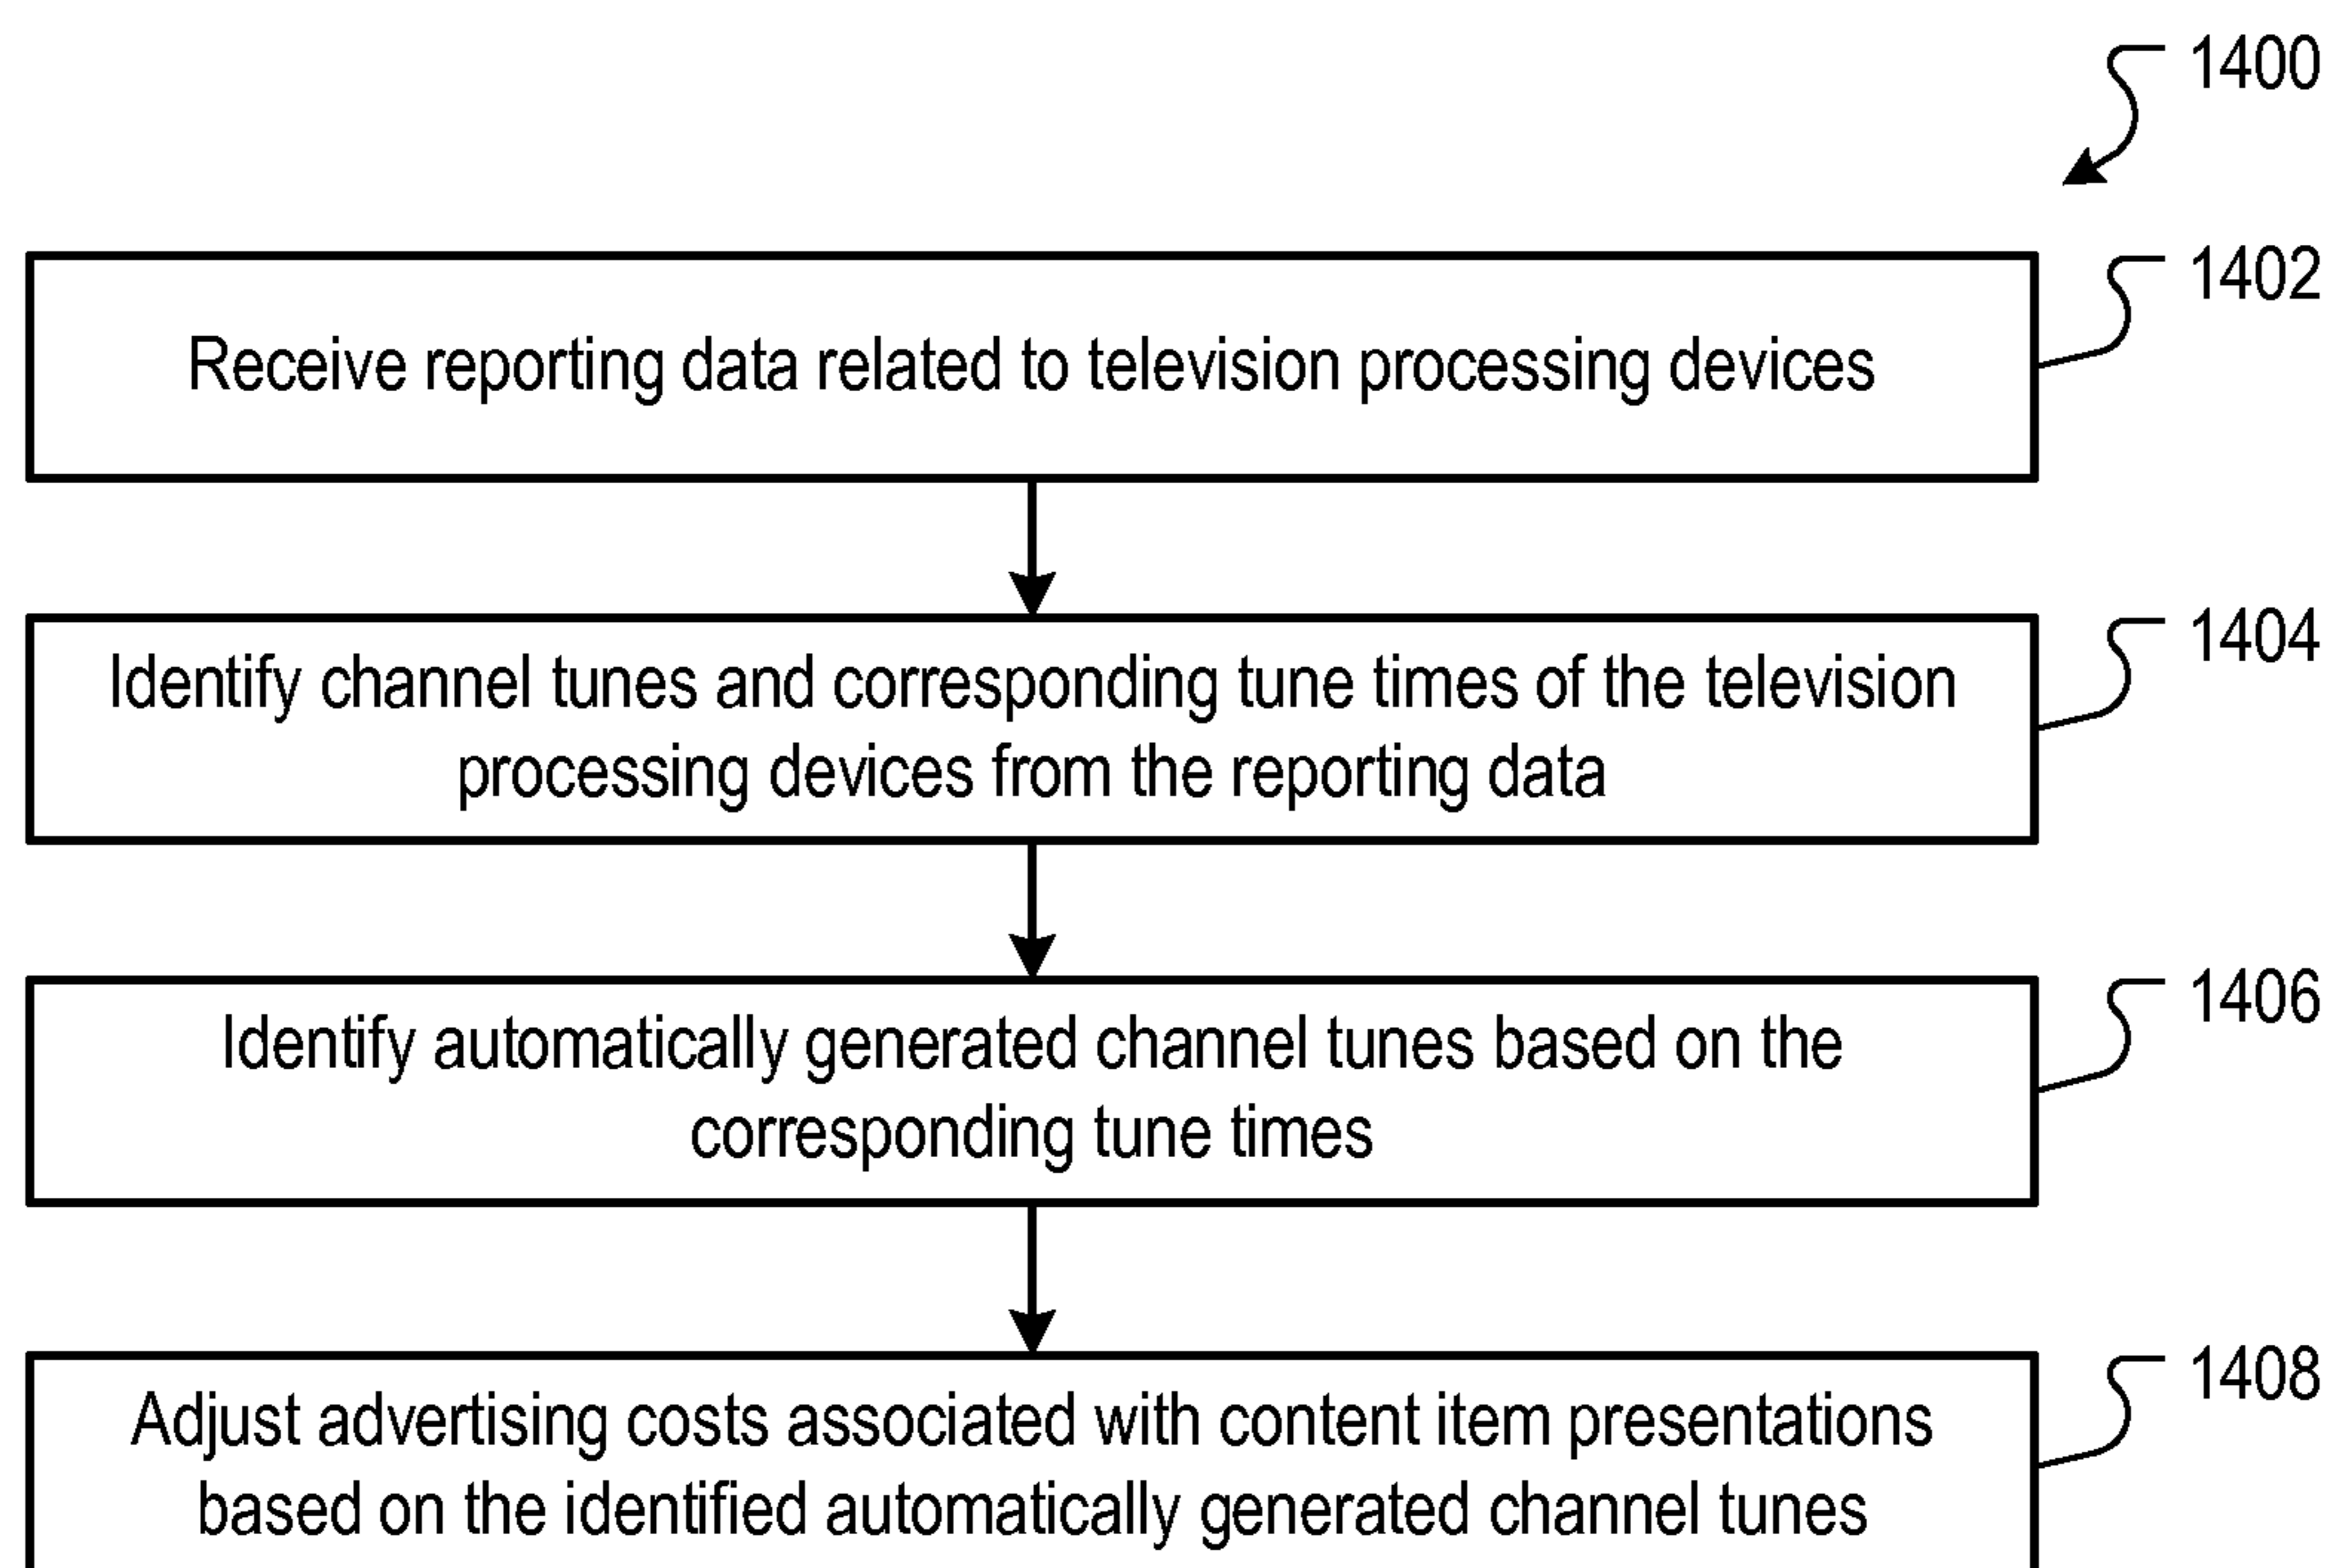 1400
1402
Receive reporting data related to television processing devices
1404
Identify channel tunes and corresponding tune times of the television
processing devices from the reporting data
1406
Identify automatically generated channel tunes based on the
corresponding tune times
1408
Adjust advertising costs associated with content item presentations
based on the identified automatically generated channel tunes